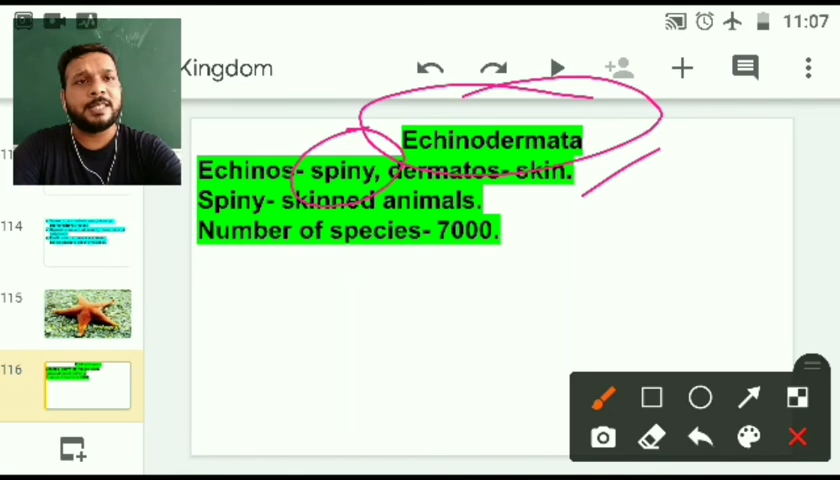 11:07
Kingdom
Echinodermata
Echinos- spiny, dermatos- skin.
Spiny- skinned animals.
Number of species- 7000.
114
115
116